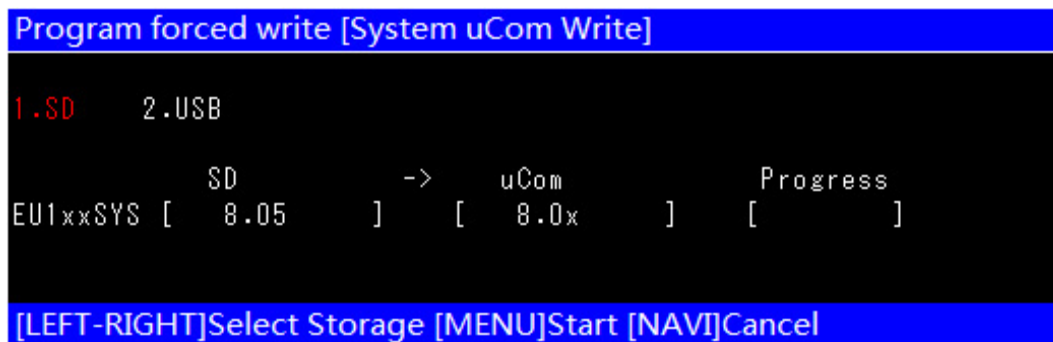 Program forced write [System uCom Write]
1.SD 2.USB
SD -> uCom Progress
EU1xxSYS [ 8.05 ] [ 8.0x ] [ ]
[LEFT-RIGHT]Select Storage [MENU]Start [NAVI]Cancel